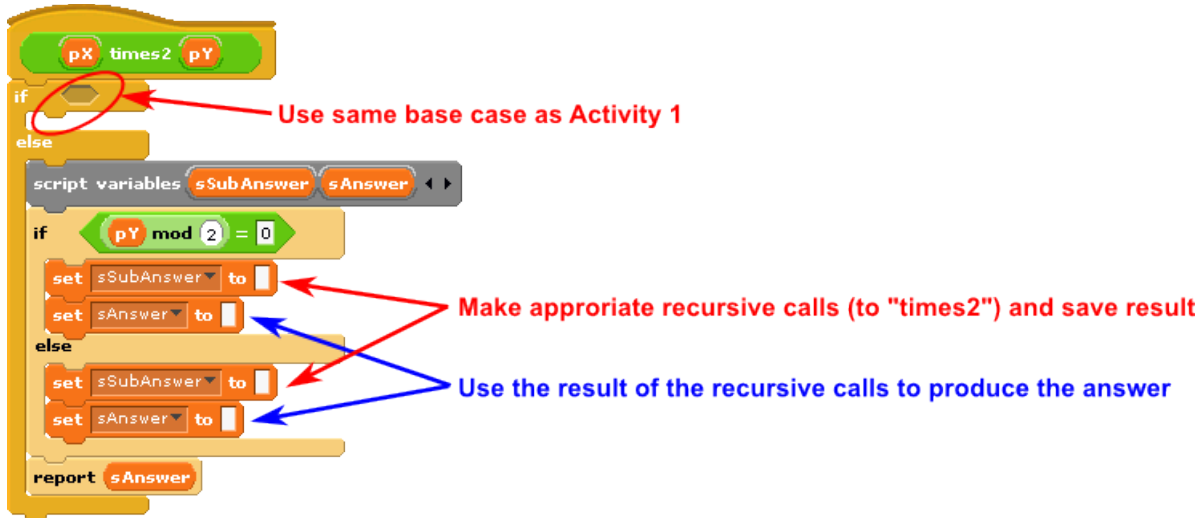 pX times2 pY
if
Use same base case as Activity 1
else
script variables sSubAnswer sAnswer
if pY mod 2 = 0
set sSubAnswer to
Make approriate recursive calls (to "times2") and save result
set sAnswer to
else
set sSubAnswer to
Use the result of the recursive calls to produce the answer
set sAnswer to
report sAnswer